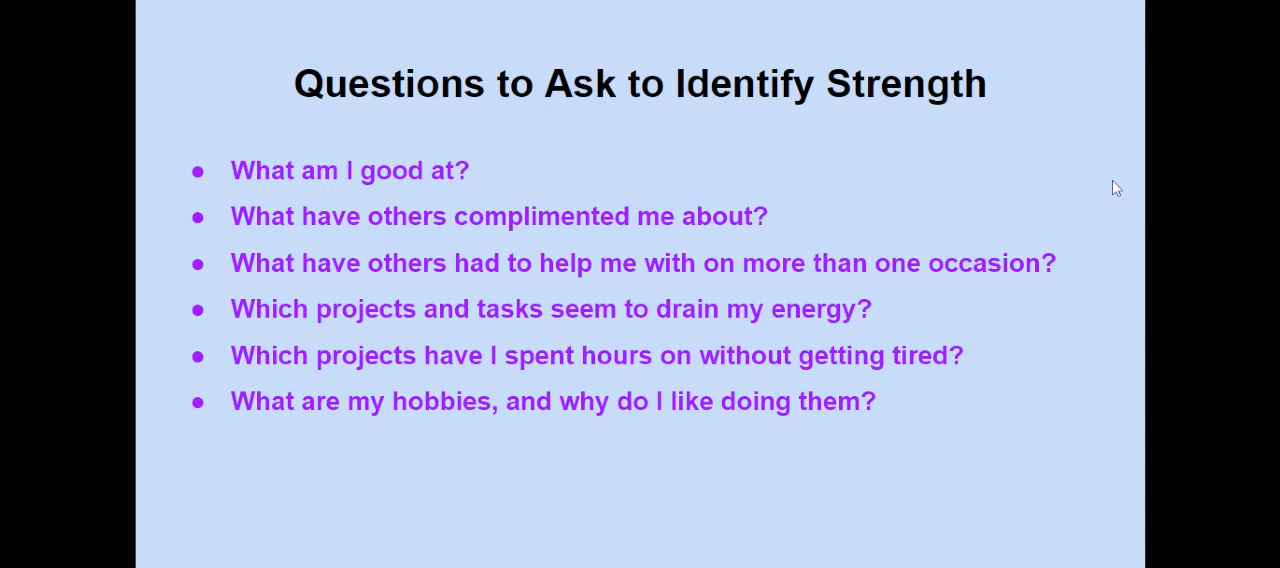 Questions to Ask to Identify Strength
● What am I good at?
● What have others complimented me about?
● What have others had to help me with on more than one occasion?
● Which projects and tasks seem to drain my energy?
● Which projects have I spent hours on without getting tired?
● What are my hobbies, and why do I like doing them?